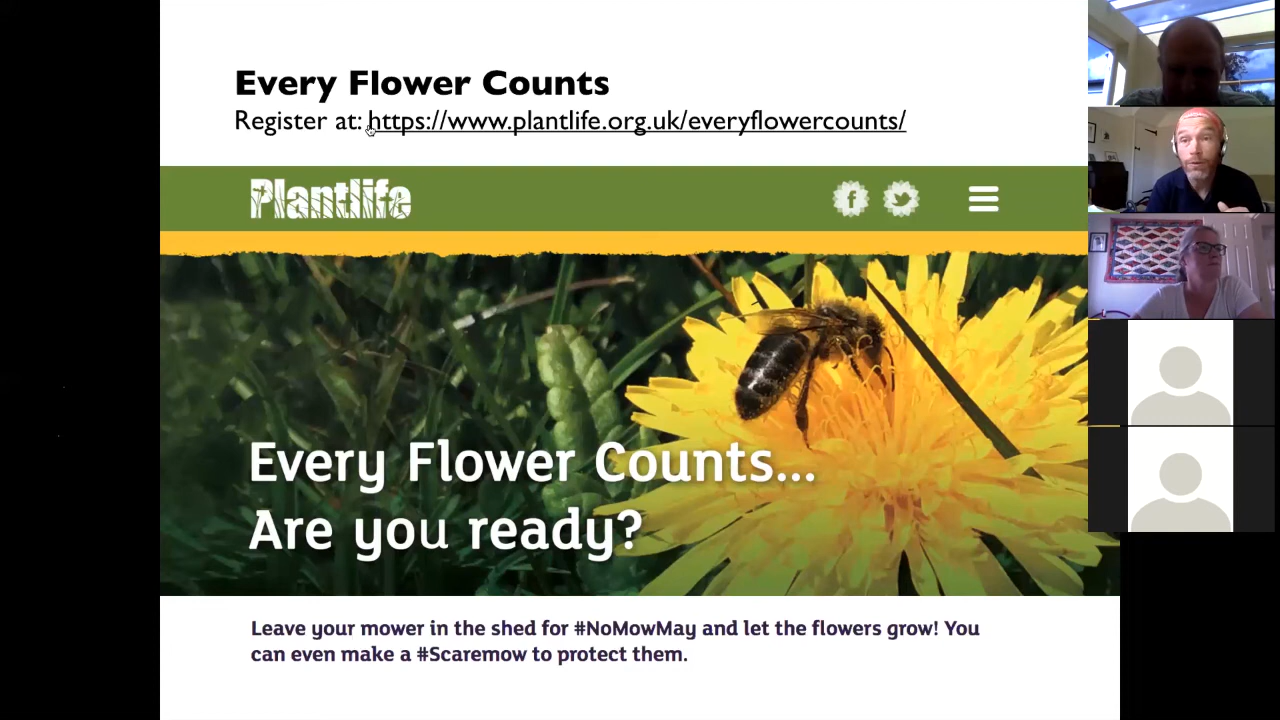 Every Flower Counts
Register at: https://www.plantlife.org.uk/everyflowercounts/
Plantlife
Every Flower Counts...
Are you ready?
Leave your mower in the shed for #NoMowMay and let the flowers grow! You
can even make a #Scaremow to protect them.